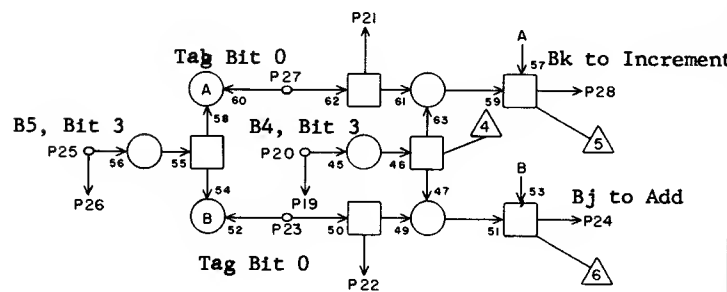 P21
A
Tag Bit 0
P27
57
Bk to Increment
A
60
62
61
59
P28
58
63
B5, Bit 3
B4, Bit 3
4
5
P25
56
55
P20
45
46
P26
54
P19
47
B
53
Bj to Add
B
52
P23
50
49
51
P24
Tag Bit 0
P22
6